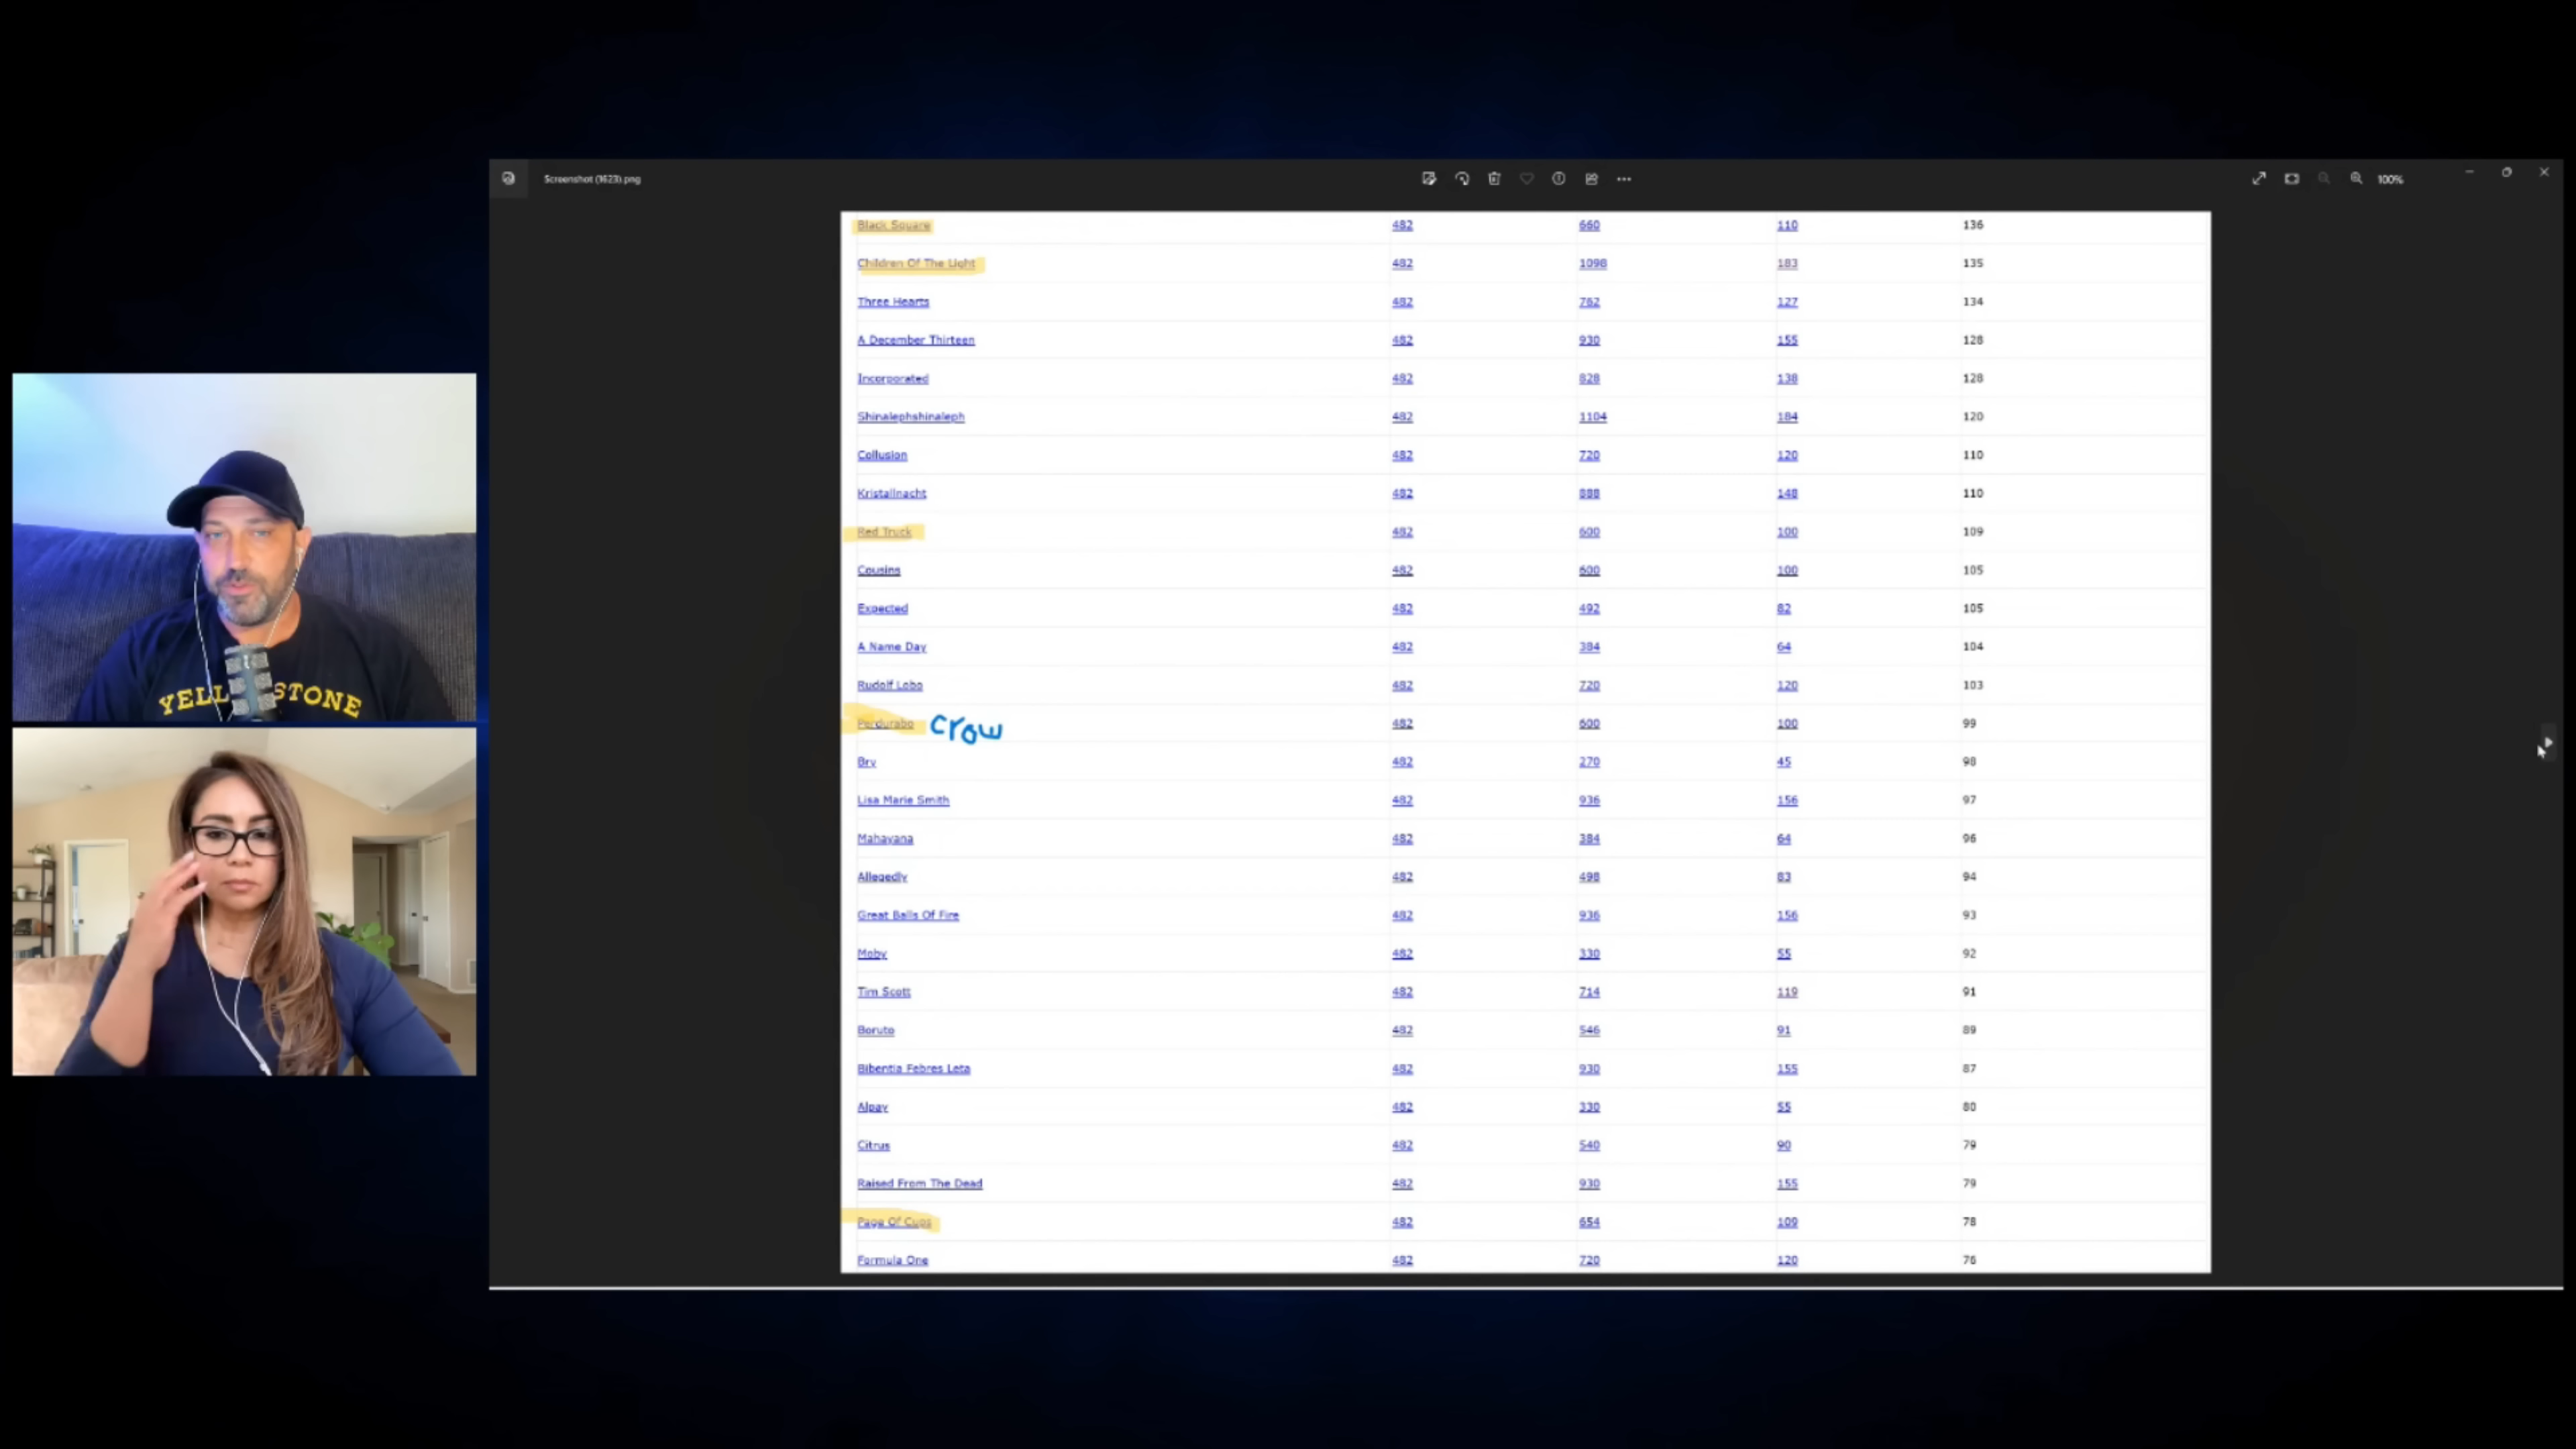 Screenshot (1623).png
100%
Black Square 482 660 110 136
Children Of The Light 482 1098 183 135
Three Hearts 482 762 127 134
A December Thirteen 482 930 155 128
Incorporated 482 828 138 128
Shinalephshinaleph 482 1104 184 120
Collusion 482 720 120 110
Kristallnacht 482 888 148 110
Red Truck 482 600 100 109
Cousins 482 600 100 105
Expected 482 492 82 105
A Name Day 482 384 64 104
Rudolf Lobo 482 720 120 103
Perdurabo crow 482 600 100 99
Bry 482 270 45 98
Lisa Marie Smith 482 936 156 97
Mahayana 482 384 64 96
Allegedly 482 498 83 94
Great Balls Of Fire 482 936 156 93
Moby 482 330 55 92
Tim Scott 482 714 119 91
Boruto 482 546 91 89
Bibentia Febres Leta 482 930 155 87
Alpay 482 330 55 80
Citrus 482 540 90 79
Raised From The Dead 482 930 155 79
Page Of Cups 482 654 109 78
Formula One 482 720 120 76
YELL STONE